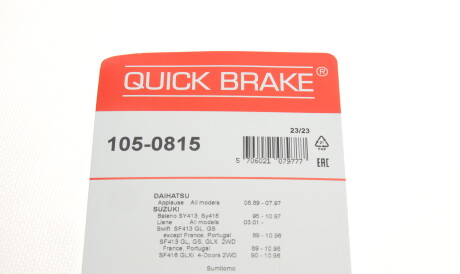 QUICK BRAKE®
105-0815
23/23
5 706021 079777
PAP
EAC
DAIHATSU
Applause All models 06.89 - 07.97
SUZUKI
Baleno SY413, Sy416 95 - 10.97
Liana All models 03.01 -
Swift SF413 GL, GS
except France, Portugal 89 - 10.96
SF413 GL, GS, GLX 2WD
France, Portugal 89 - 10.96
SF416 GLXi 4-Doors 2WD 90 - 10.96
Sumitomo